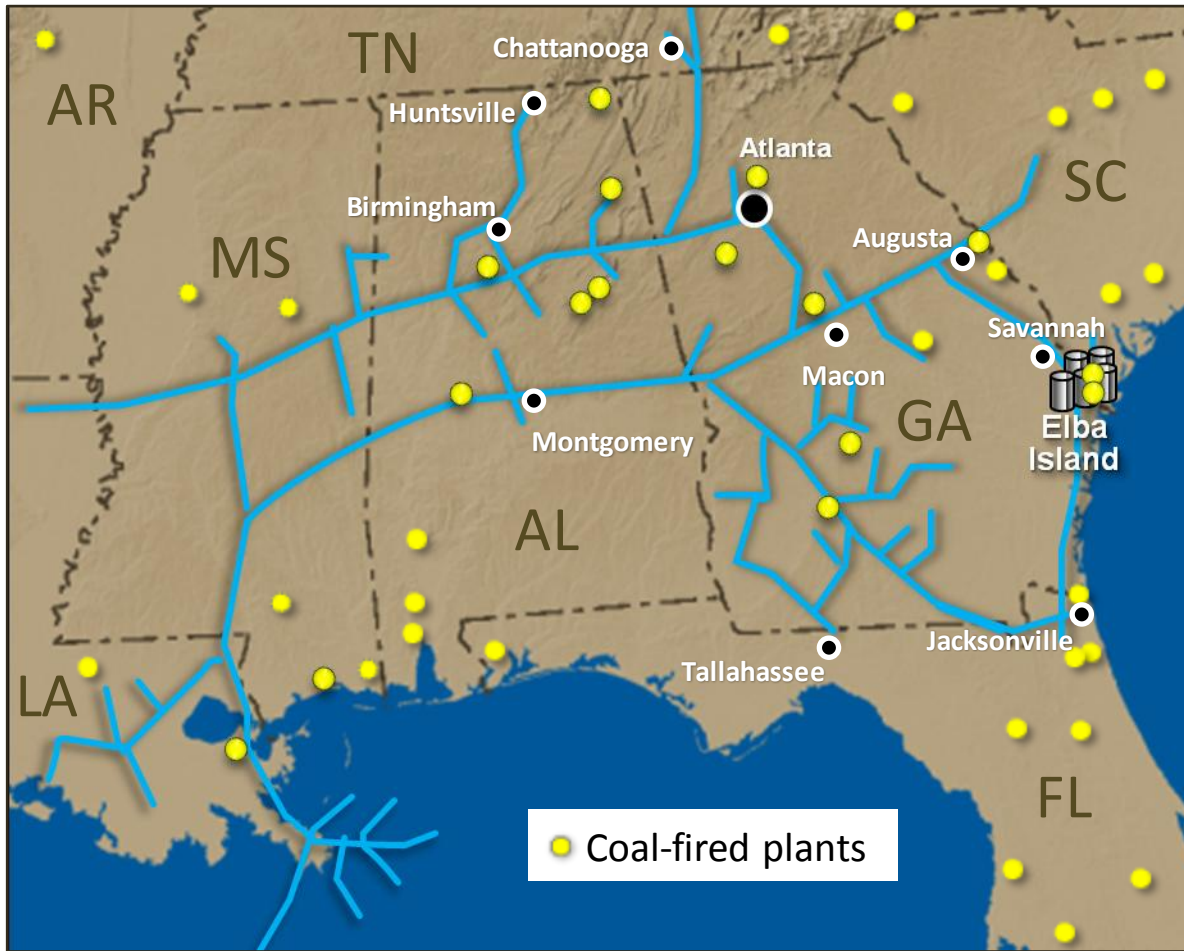 TN
Chattanooga
AR
Huntsville
Atlanta
SC
Birmingham
MS
Augusta
Savannah
Macon
GA
Montgomery
Elba
Island
AL
Jacksonville
Tallahassee
LA
FL
Coal-fired plants